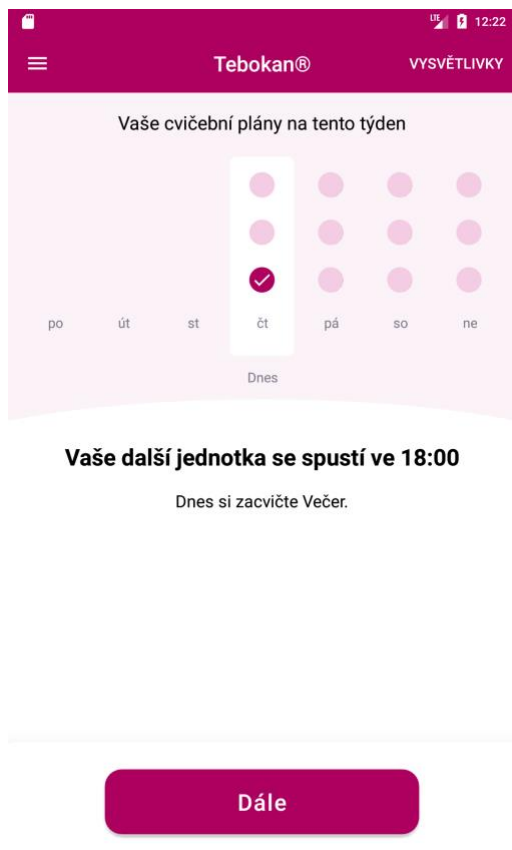 LTE 12:22
Tebokan® VYSVĚTLIVKY
Vaše cvičební plány na tento týden
po út st čt pá so ne
Dnes
Vaše další jednotka se spustí ve 18:00
Dnes si zacvičte Večer.
Dále